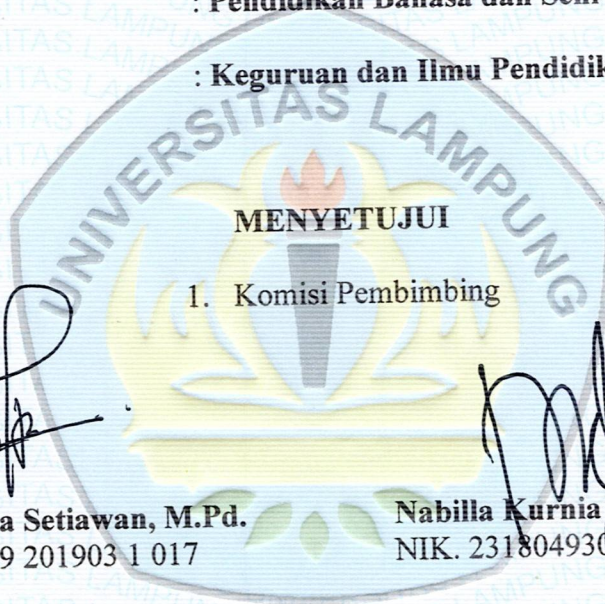 : Pendidikan Bahasa dan Seni
: Keguruan dan Ilmu Pendidik
UNIVERSITAS LAMPUNG
MENYETUJUI
1. Komisi Pembimbing
a Setiawan, M.Pd.
Nabilla Kurnia
9 201903 1 017
NIK. 231804930